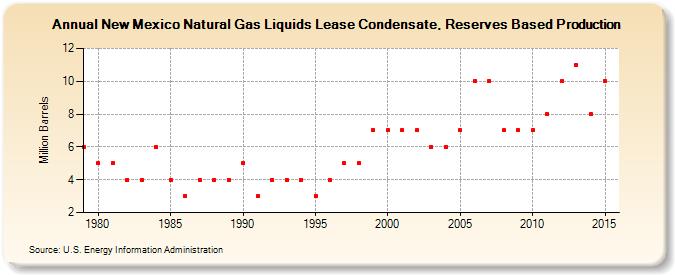 Annual New Mexico Natural Gas Liquids Lease Condensate, Reserves Based Production
Million Barrels
12
10
8
6
4
2
1980 1985 1990 1995 2000 2005 2010 2015
Source: U.S. Energy Information Administration